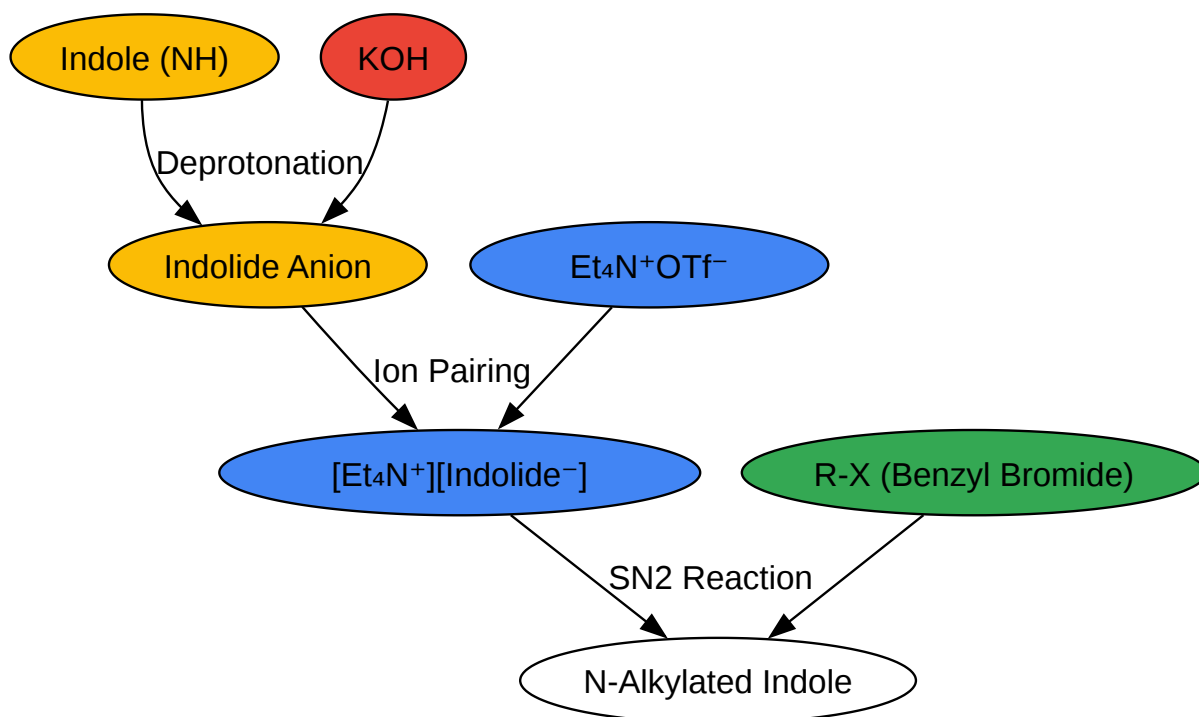 Indole (NH)
KOH
Deprotonation
Indolide Anion
Et₄N⁺OTf⁻
Ion Pairing
[Et₄N⁺][Indolide⁻]
R-X (Benzyl Bromide)
SN2 Reaction
N-Alkylated Indole